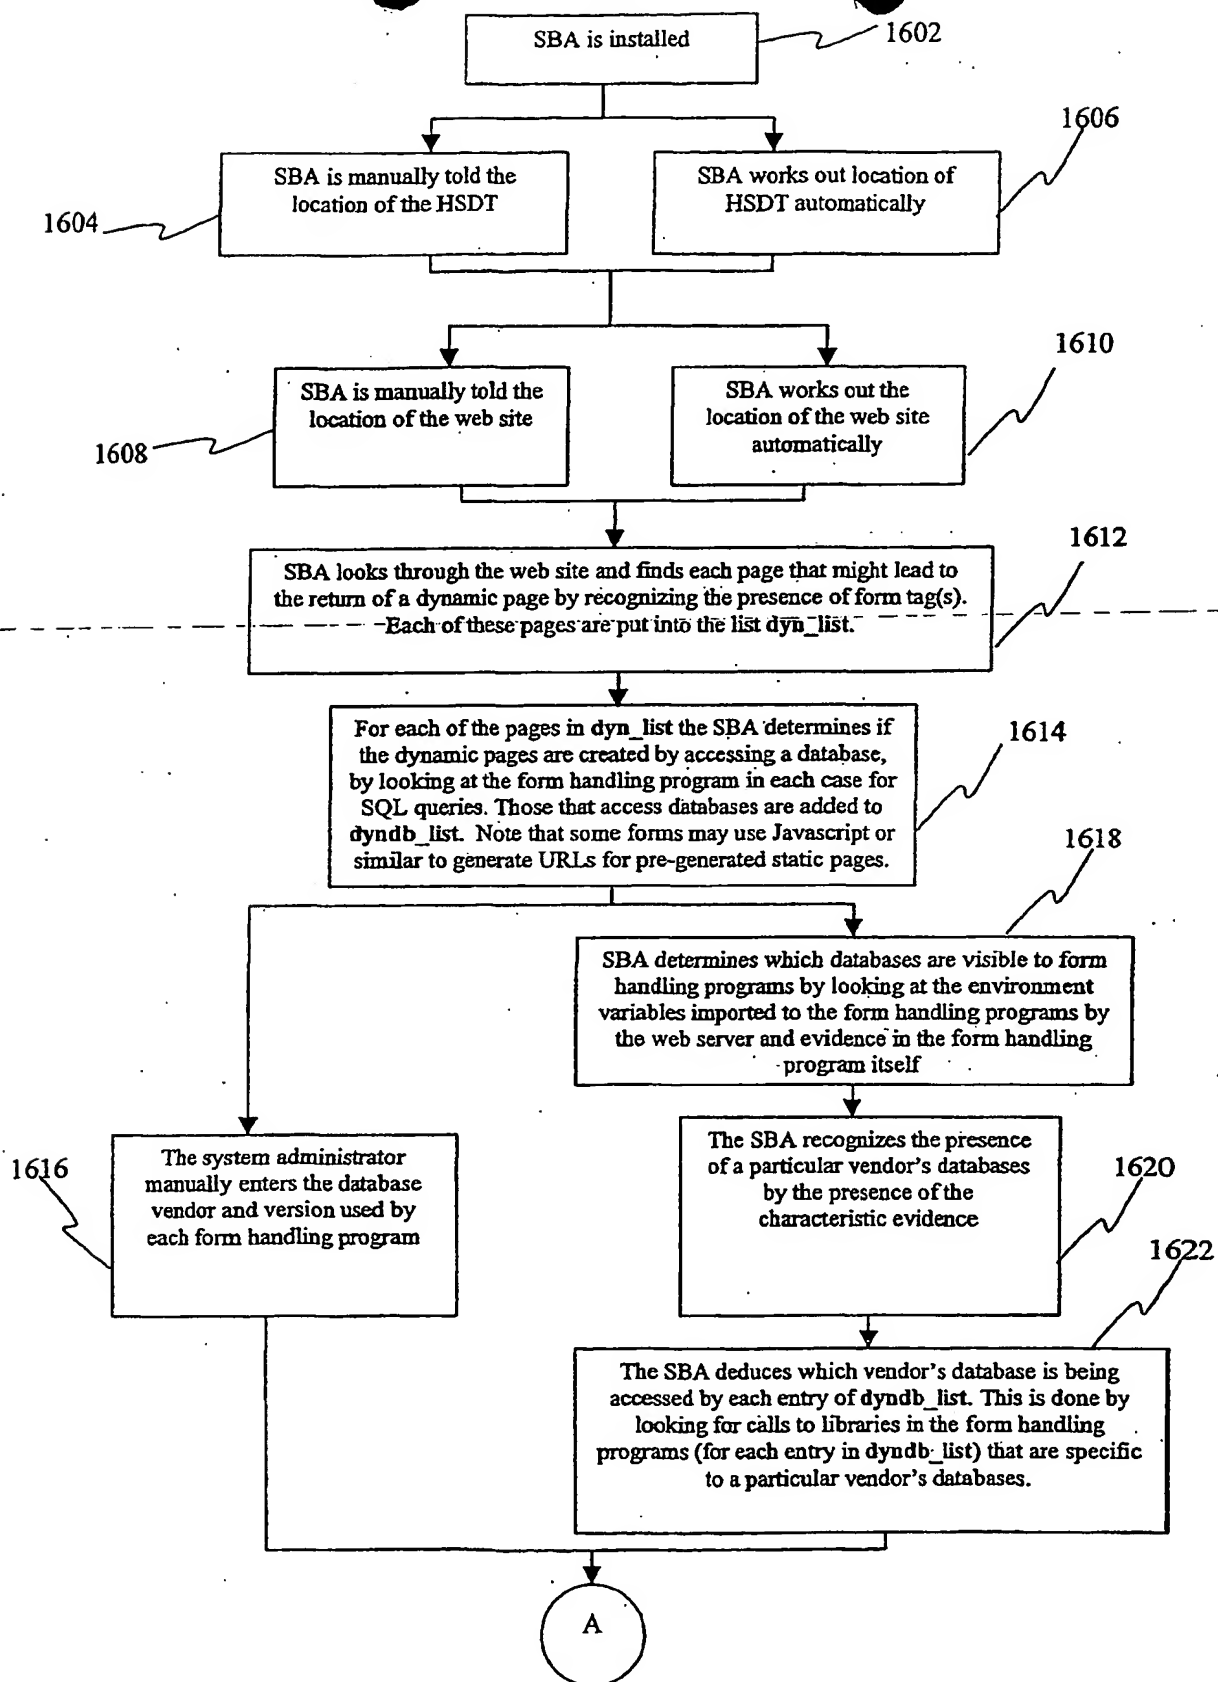 SBA is installed
1602
1606
SBA is manually told the
location of the HSDT
SBA works out location of
HSDT automatically
1604
1610
SBA is manually told the
location of the web site
SBA works out the
location of the web site
automatically
1608
1612
SBA looks through the web site and finds each page that might lead to
the return of a dynamic page by recognizing the presence of form tag(s).
Each of these pages are put into the list dyn_list.
For each of the pages in dyn_list the SBA determines if
the dynamic pages are created by accessing a database,
by looking at the form handling program in each case for
SQL queries. Those that access databases are added to
dyndb_list. Note that some forms may use Javascript or
similar to generate URLs for pre-generated static pages.
1614
1618
SBA determines which databases are visible to form
handling programs by looking at the environment
variables imported to the form handling programs by
the web server and evidence in the form handling
program itself
1616
The system administrator
manually enters the database
vendor and version used by
each form handling program
The SBA recognizes the presence
of a particular vendor's databases
by the presence of the
characteristic evidence
1620
1622
The SBA deduces which vendor's database is being
accessed by each entry of dyndb_list. This is done by
looking for calls to libraries in the form handling
programs (for each entry in dyndb_list) that are specific
to a particular vendor's databases.
A